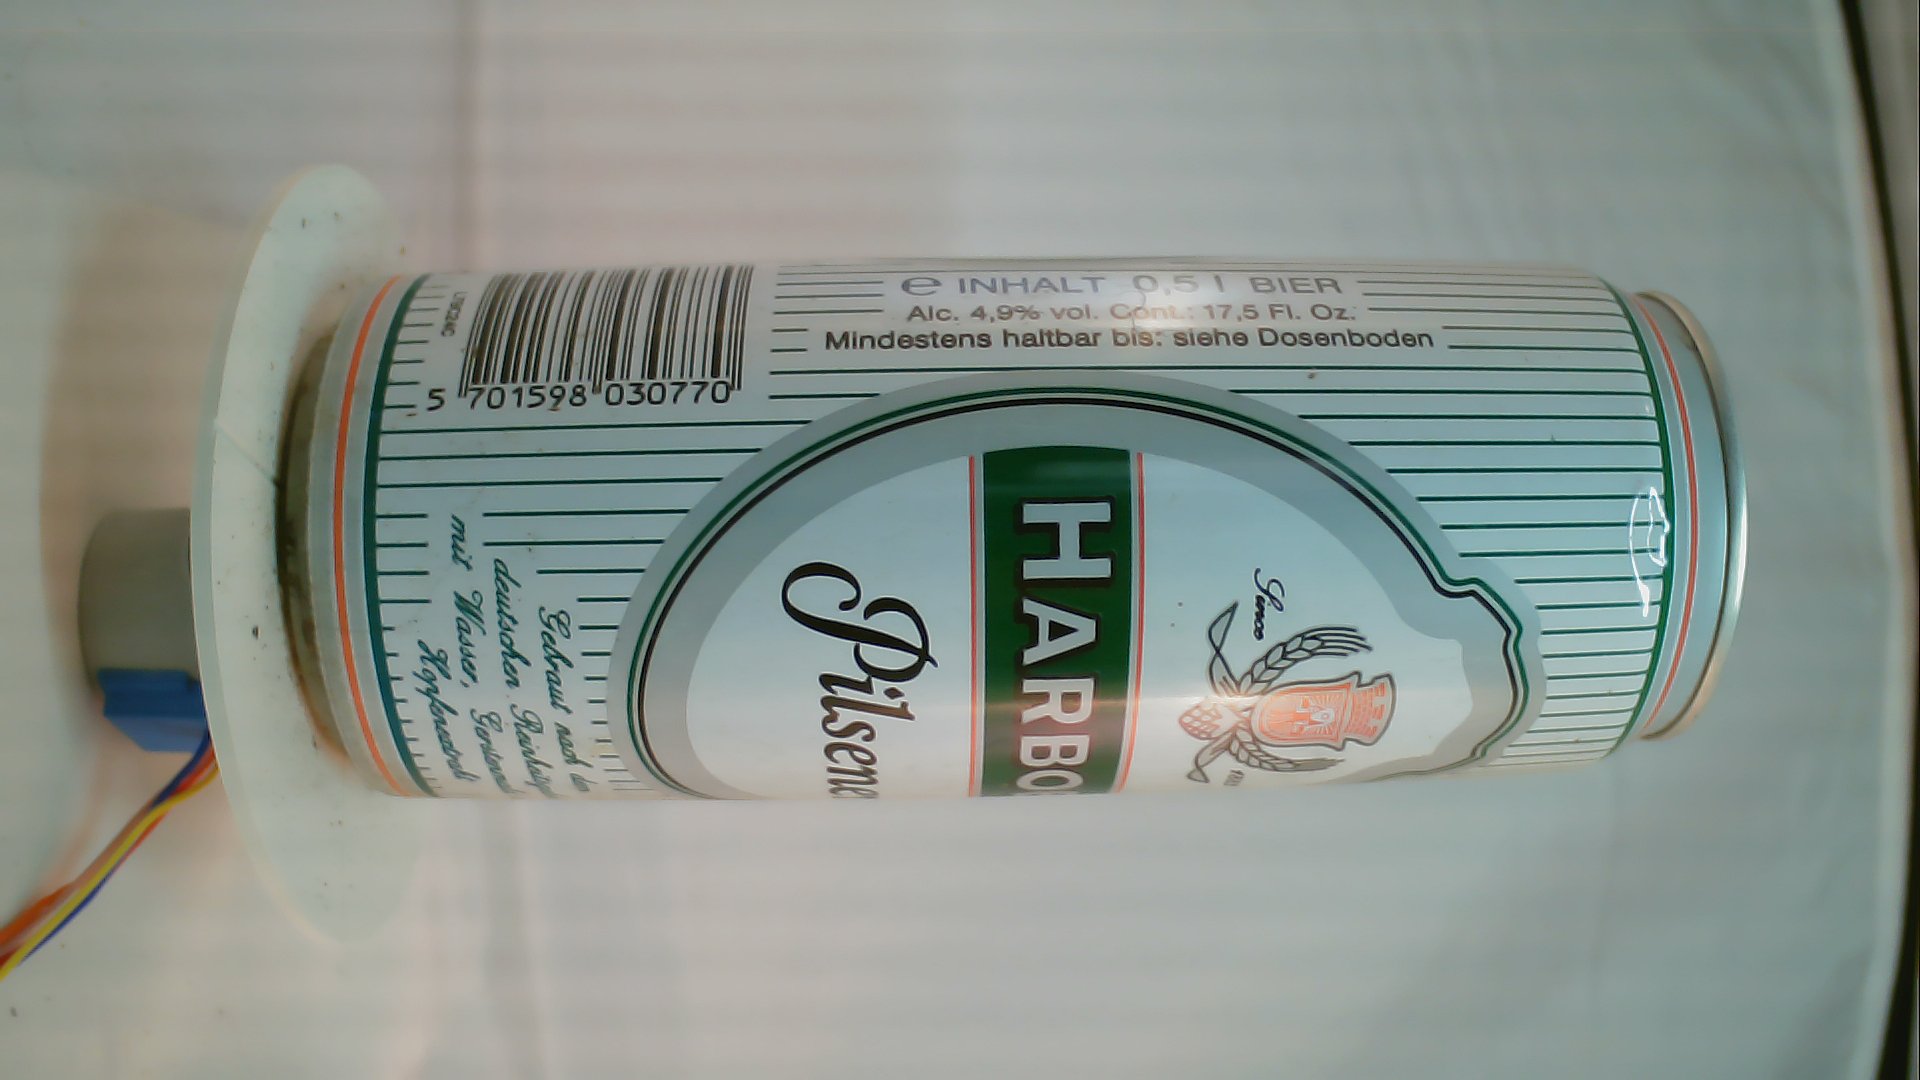 e INHALT 0,5 l BIER
Alc. 4,9% vol. Cont.: 17,5 Fl. Oz.
Mindestens haltbar bis: siehe Dosenboden
5 701598 030770
Since
HARBO
Pilsener
Gebraut nach
deutschen
mit Wasser,